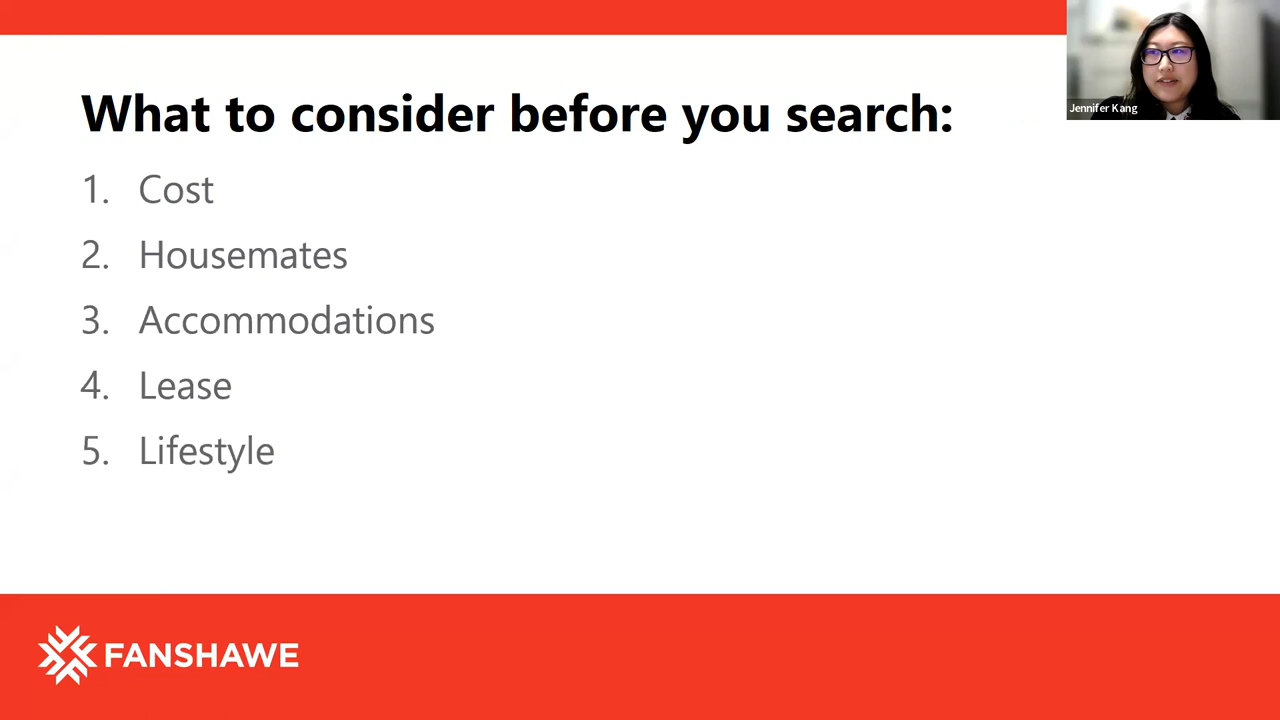 What to consider before you search:
1. Cost
2. Housemates
3. Accommodations
4. Lease
5. Lifestyle
Jennifer Kang
FANSHAWE